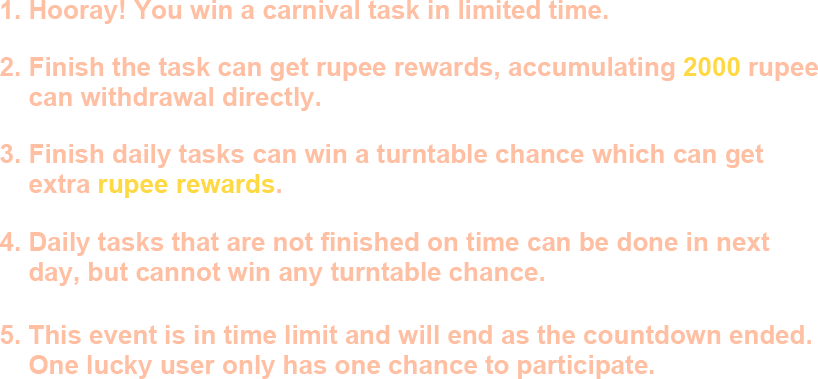 1. Hooray! You win a carnival task in limited time.
2. Finish the task can get rupee rewards, accumulating 2000 rupee
can withdrawal directly.
3. Finish daily tasks can win a turntable chance which can get
extra rupee rewards.
4. Daily tasks that are not finished on time can be done in next
day, but cannot win any turntable chance.
5. This event is in time limit and will end as the countdown ended.
One lucky user only has one chance to participate.